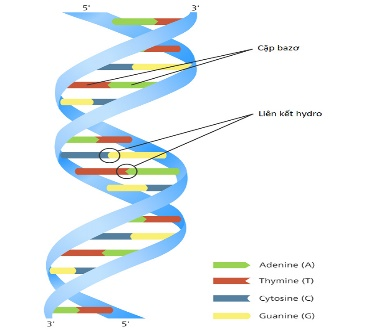 5' 3'
Cặp bazơ
Liên kết hydro
Adenine (A)
Thymine (T)
Cytosine (C)
Guanine (G)
3' 5'